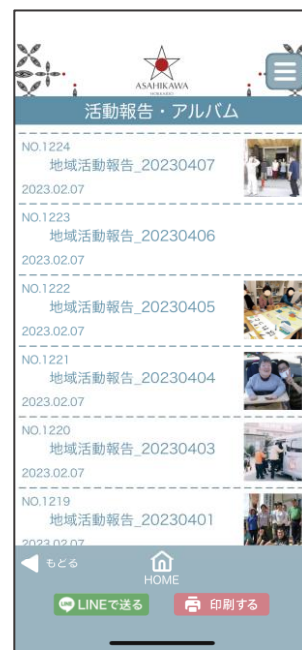 ASAHIKAWA
HOKKAIDO
活動報告・アルバム
NO.1224
地域活動報告_20230407
2023.02.07
NO.1223
地域活動報告_20230406
2023.02.07
NO.1222
地域活動報告_20230405
2023.02.07
NO.1221
地域活動報告_20230404
2023.02.07
NO.1220
地域活動報告_20230403
2023.02.07
NO.1219
地域活動報告_20230401
2023.02.07
もどる
HOME
LINEで送る
印刷する